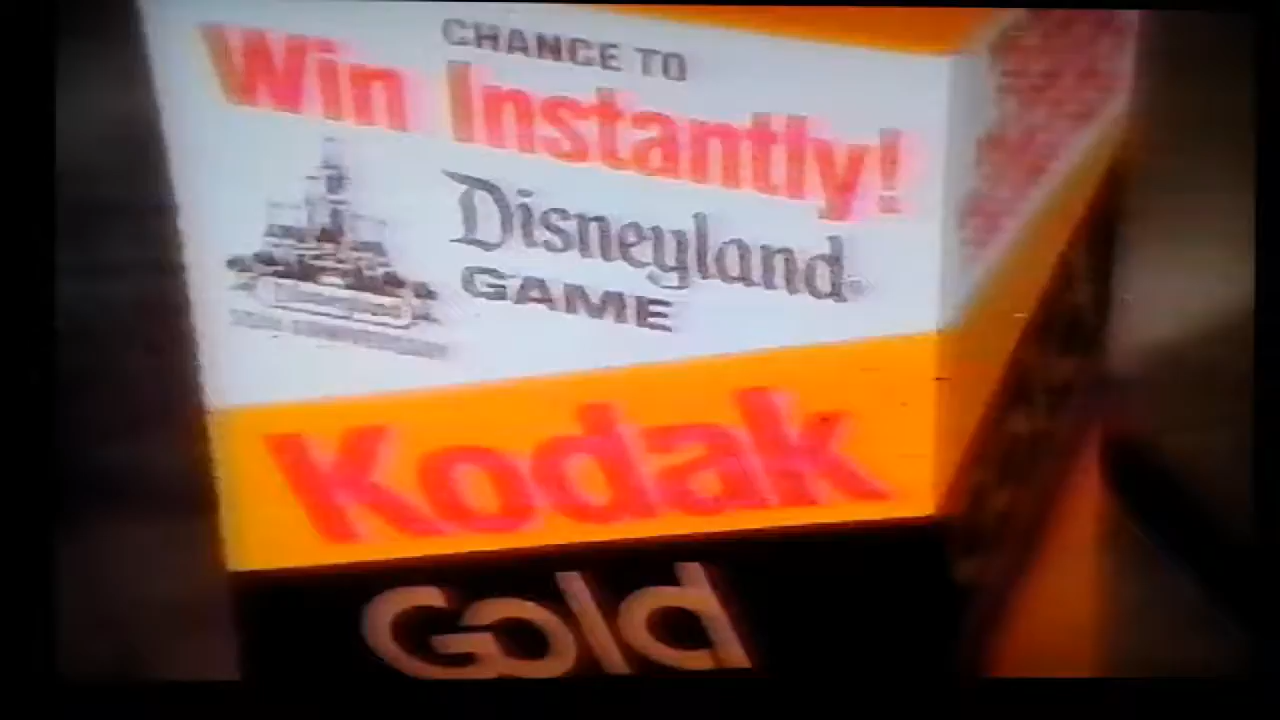 CHANCE TO
Win Instantly!
Disneyland
GAME
Kodak
Gold